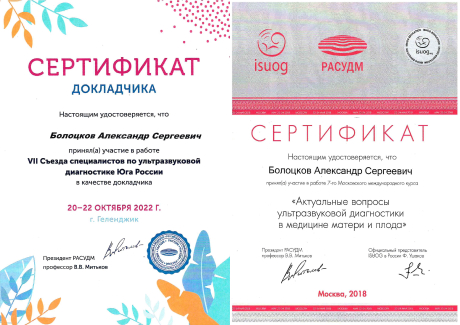 СЕРТИФИКАТ
ДОКЛАДЧИКА
Настоящим удостоверяется, что
Болоцков Александр Сергеевич
принял(а) участие в работе
VII Съезда специалистов по ультразвуковой
диагностике Юга России
в качестве докладчика
20–22 ОКТЯБРЯ 2022 Г.
г. Геленджик
Президент РАСУДМ
профессор В.В. Митьков
isuog
РАСУДМ
isuog
СЕРТИФИКАТ
Настоящим удостоверяется, что
Болоцков Александр Сергеевич
принял(а) участие в работе 7-го Московского международного курса
«Актуальные вопросы
ультразвуковой диагностики
в медицине матери и плода»
Президент РАСУДМ,
профессор В.В. Митьков
Официальный представитель
ISUOG в России Ф. Ушаков
Москва, 2018